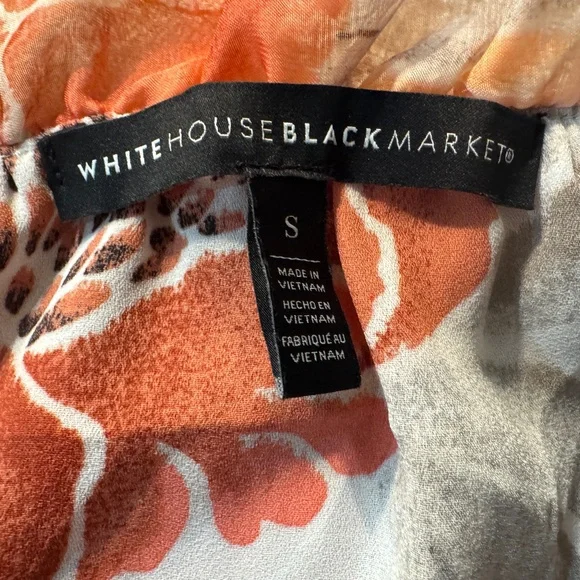 WHITEHOUSEBLACKMARKET®
S
MADE IN
VIETNAM
HECHO EN
VIETNAM
FABRIQUÉ AU
VIETNAM